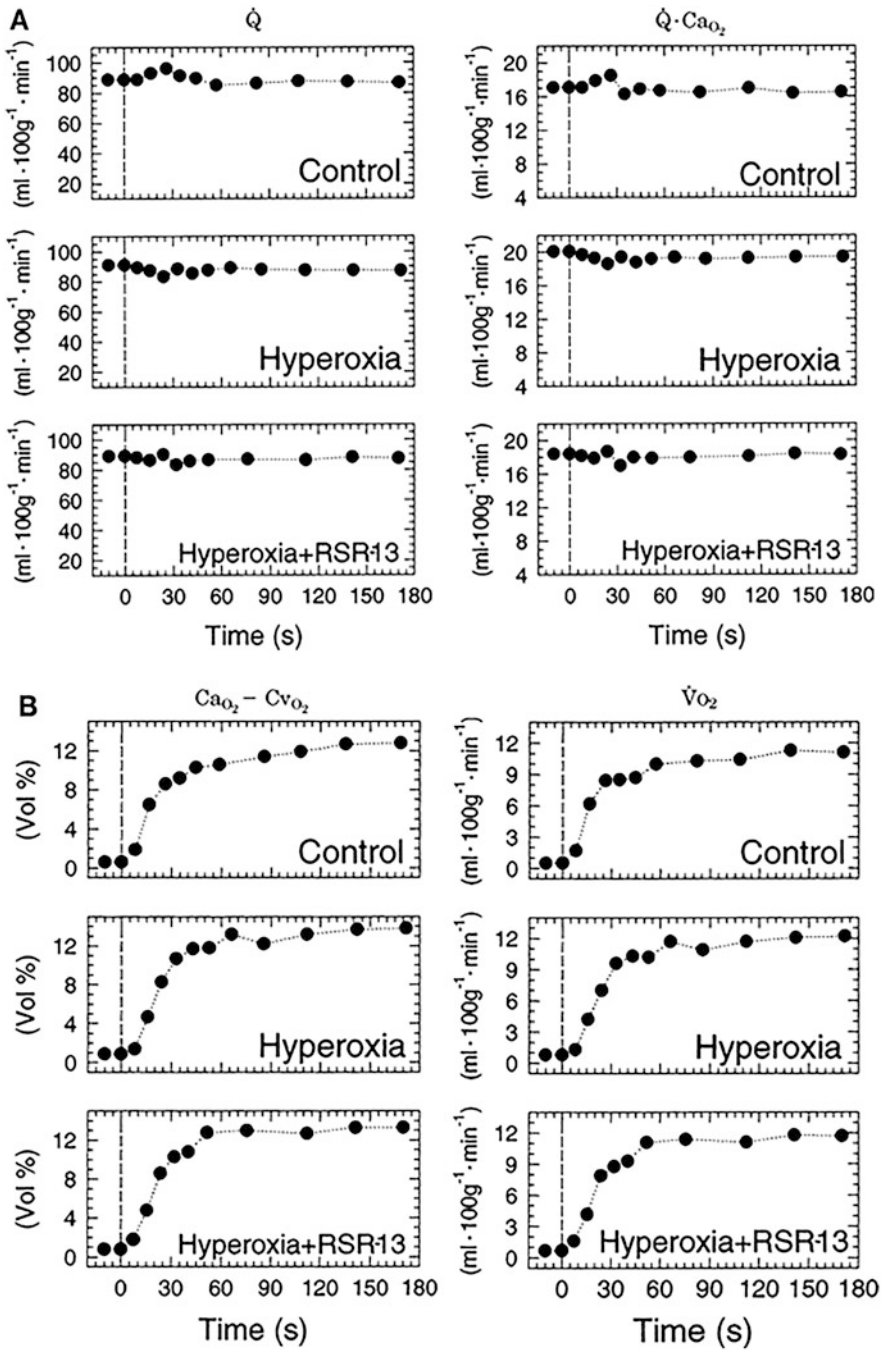 A
Q̇
Q̇·CaO₂
(ml·100g⁻¹·min⁻¹)
100
80
60
40
20
Control
(ml·100g⁻¹·min⁻¹)
20
16
12
8
4
Control
(ml·100g⁻¹·min⁻¹)
100
80
60
40
20
Hyperoxia
(ml·100g⁻¹·min⁻¹)
20
16
12
8
4
Hyperoxia
(ml·100g⁻¹·min⁻¹)
100
80
60
40
20
Hyperoxia+RSR-13
0 30 60 90 120 150 180
Time (s)
(ml·100g⁻¹·min⁻¹)
20
16
12
8
4
Hyperoxia+RSR-13
0 30 60 90 120 150 180
Time (s)
B
CaO₂ – CvO₂
V̇O₂
(Vol %)
12
8
4
0
Control
(ml·100g⁻¹·min⁻¹)
12
9
6
3
0
Control
(Vol %)
12
8
4
0
Hyperoxia
(ml·100g⁻¹·min⁻¹)
12
9
6
3
0
Hyperoxia
(Vol %)
12
8
4
0
Hyperoxia+RSR-13
0 30 60 90 120 150 180
Time (s)
(ml·100g⁻¹·min⁻¹)
12
9
6
3
0
Hyperoxia+RSR-13
0 30 60 90 120 150 180
Time (s)